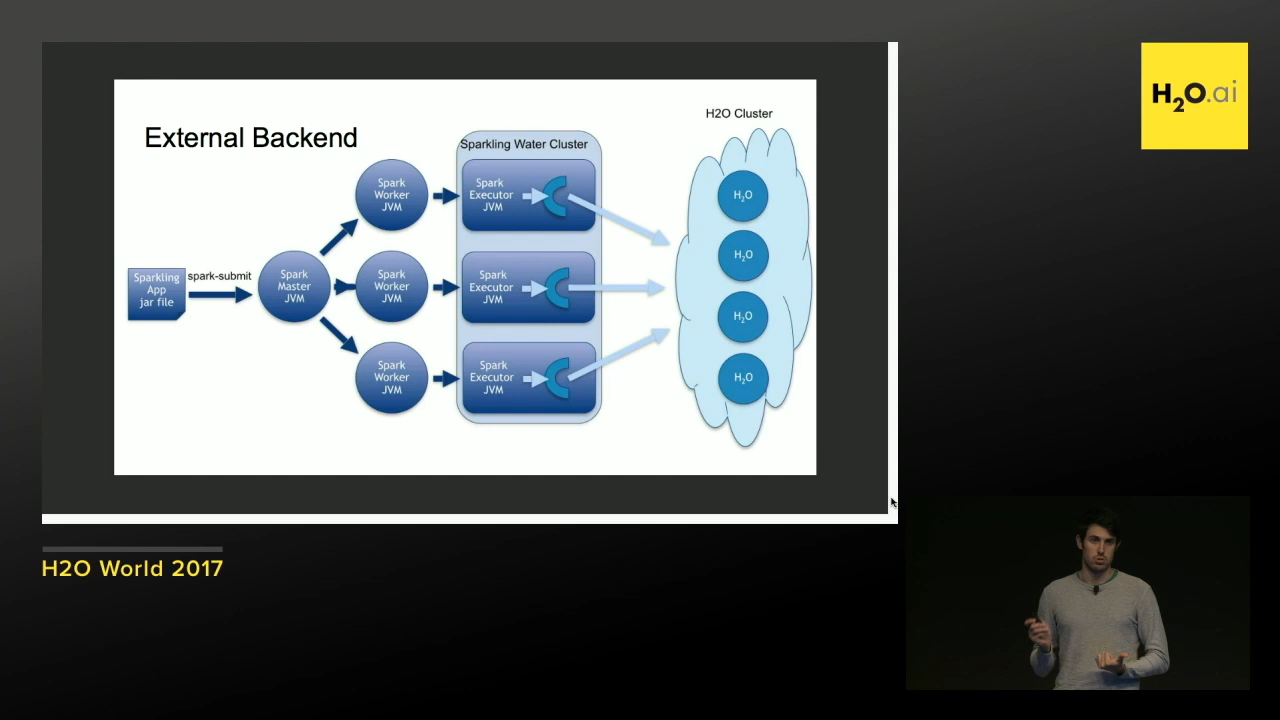 H2O.ai
H2O Cluster
External Backend
Sparkling Water Cluster
Spark
Worker
JVM
Spark
Executor
JVM
H₂O
Sparkling
App
jar file
spark-submit
Spark
Master
JVM
Spark
Worker
JVM
Spark
Executor
JVM
H₂O
H₂O
Spark
Worker
JVM
Spark
Executor
JVM
H₂O
H2O World 2017